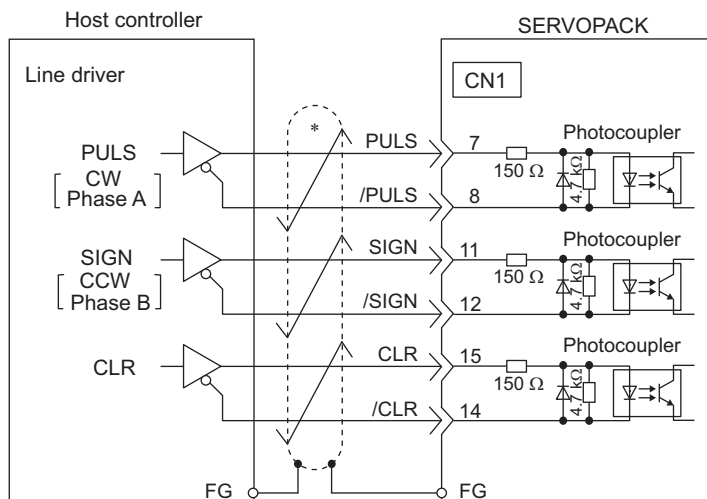 Host controller
SERVOPACK
Line driver
CN1
*
Photocoupler
PULS
CW
Phase A
PULS
7
150 Ω
4.7 kΩ
/PULS
8
Photocoupler
SIGN
CCW
Phase B
SIGN
11
150 Ω
4.7 kΩ
/SIGN
12
Photocoupler
CLR
CLR
15
150 Ω
4.7 kΩ
/CLR
14
FG
FG